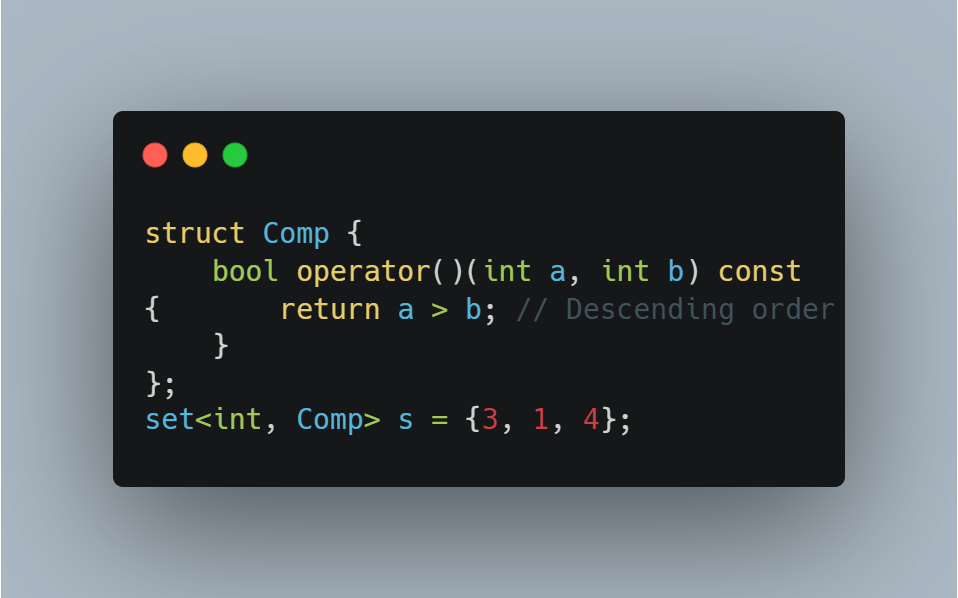 struct Comp {
    bool operator()(int a, int b) const
{       return a > b; // Descending order
    }
};
set<int, Comp> s = {3, 1, 4};